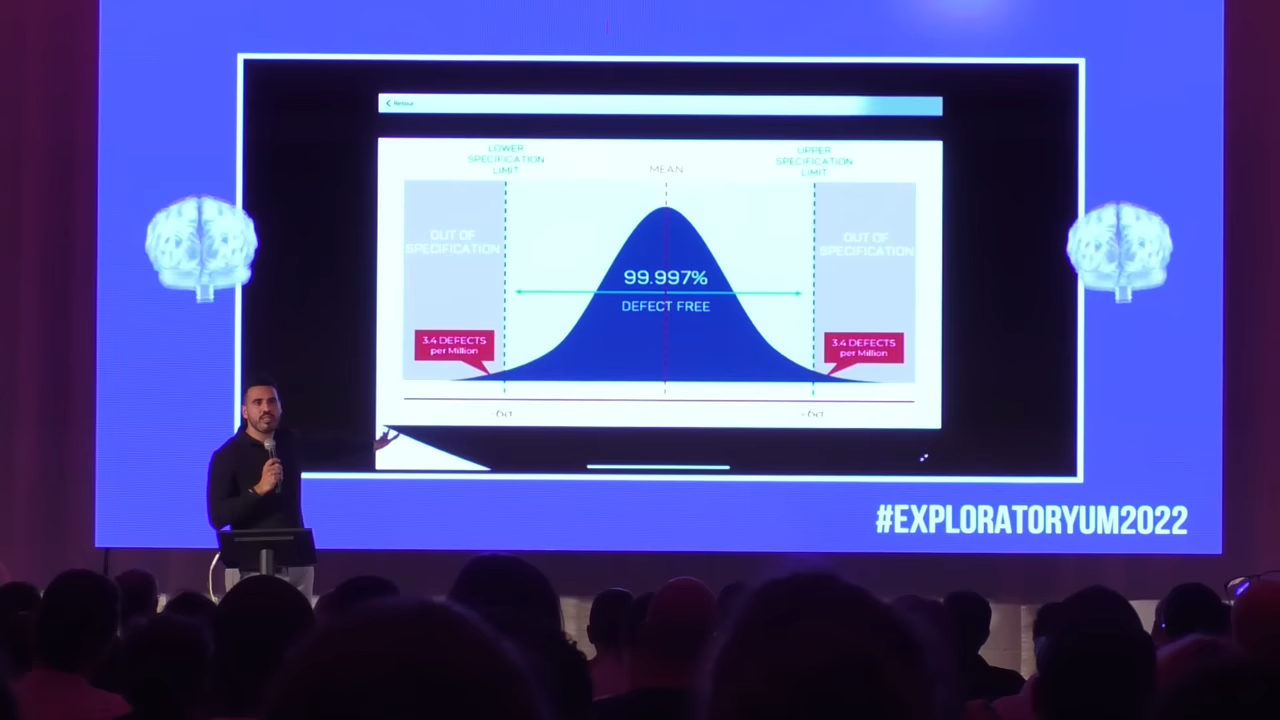 Retour
LOWER
SPECIFICATION
LIMIT
MEAN
UPPER
SPECIFICATION
LIMIT
OUT OF
SPECIFICATION
OUT OF
SPECIFICATION
99.997%
DEFECT FREE
3.4 DEFECTS
per Million
3.4 DEFECTS
per Million
#EXPLORATORYUM2022